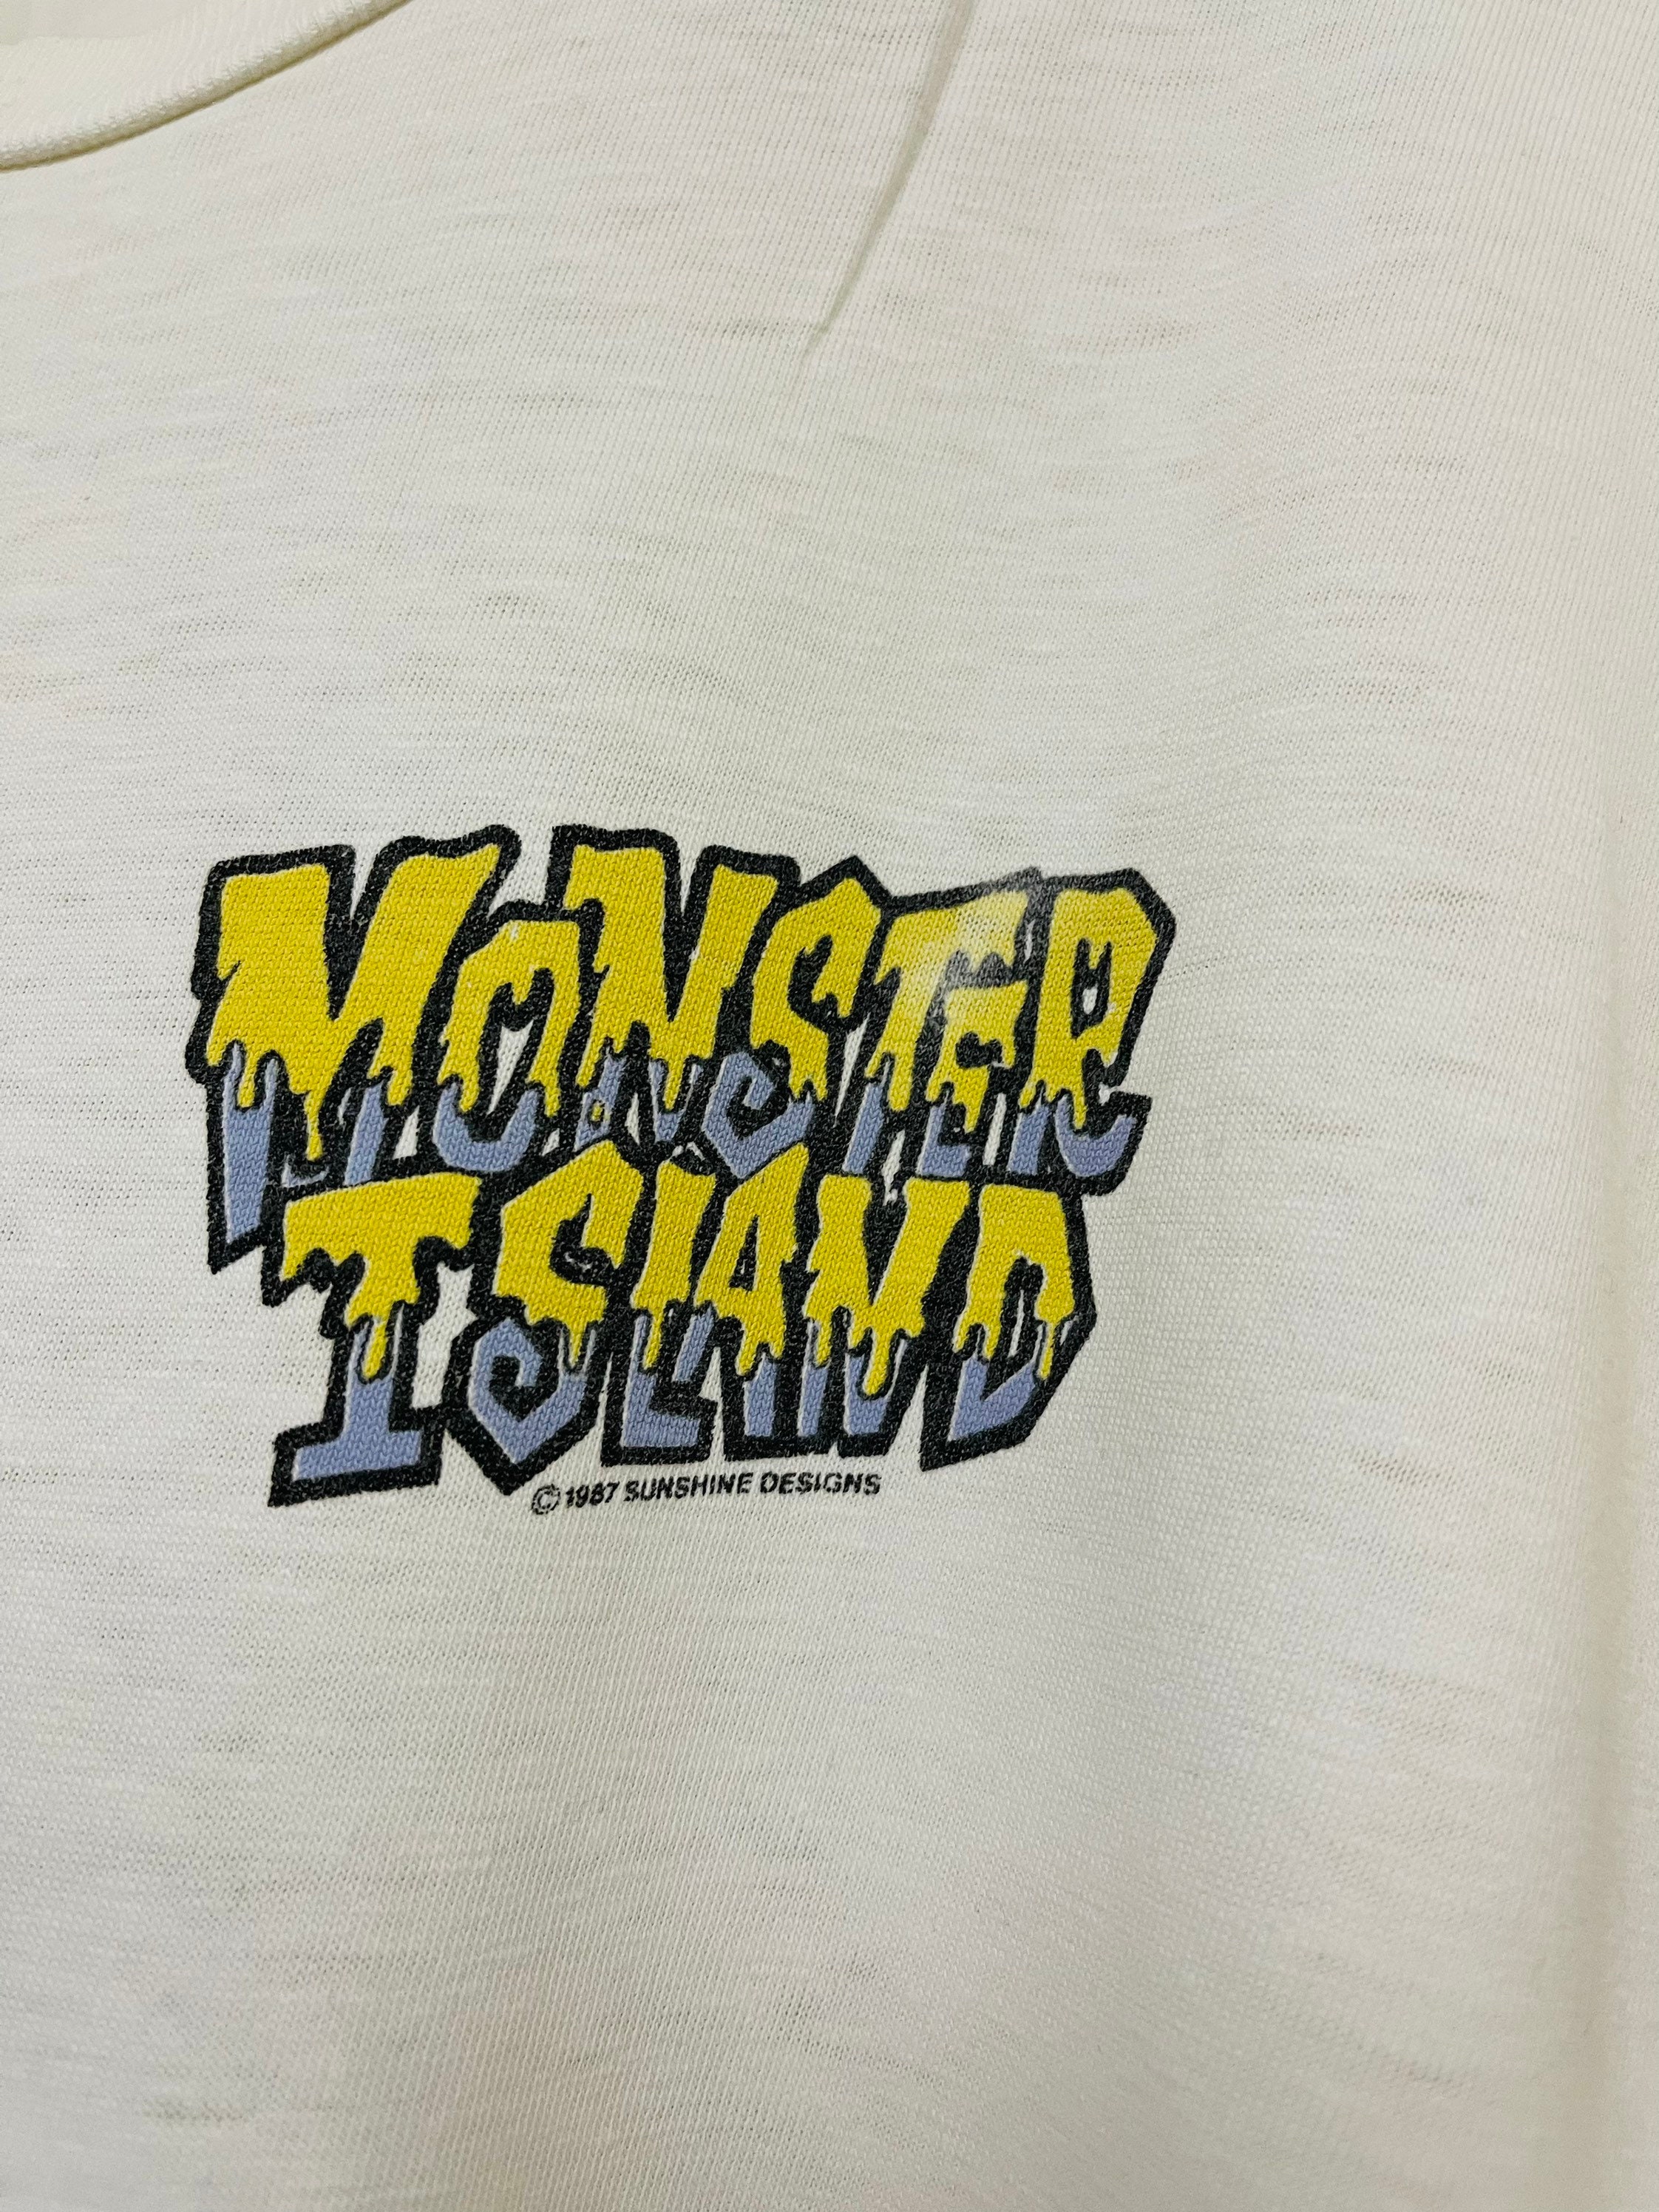 MONSTER
ISLAND
©1987 SUNSHINE DESIGNS